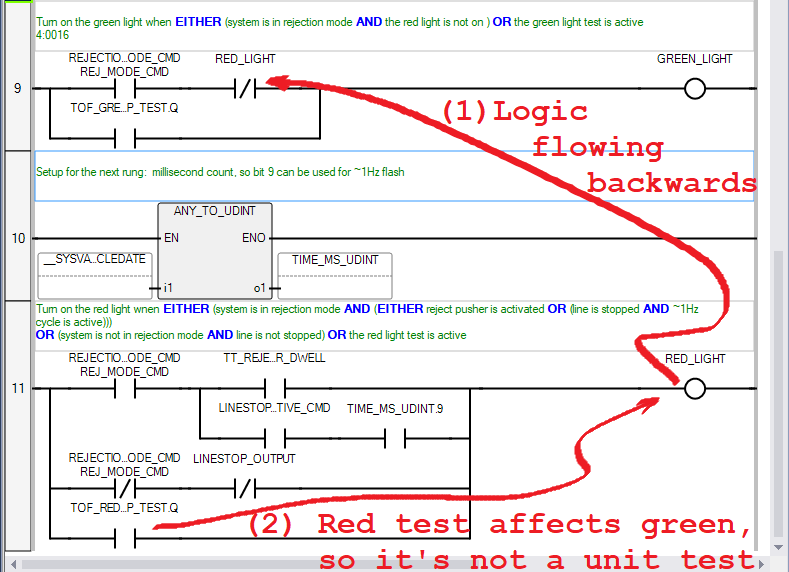 Turn on the green light when EITHER (system is in rejection mode AND the red light is not on ) OR the green light test is active
4:0016
REJECTIO...ODE_CMD
REJ_MODE_CMD
RED_LIGHT
GREEN_LIGHT
9
TOF_GRE...P_TEST.Q
(1)Logic
flowing
backwards
Setup for the next rung:  millisecond count, so bit 9 can be used for ~1Hz flash
ANY_TO_UDINT
10
EN
ENO
__SYSVA...CLEDATE
TIME_MS_UDINT
i1
o1
Turn on the red light wnen EITHER (system is in rejection mode AND (EITHER reject pusher is activated OR (line is stopped AND ~1Hz
cycle is active)))
OR (system is not in rejection mode AND line is not stopped) OR the red light test is active
REJECTIO...ODE_CMD
REJ_MODE_CMD
TT_REJE...R_DWELL
RED_LIGHT
11
LINESTOP...TIVE_CMD
TIME_MS_UDINT.9
REJECTIO...ODE_CMD
REJ_MODE_CMD
LINESTOP_OUTPUT
TOF_RED...P_TEST.Q
(2) Red test affects green,
so it's not a unit test